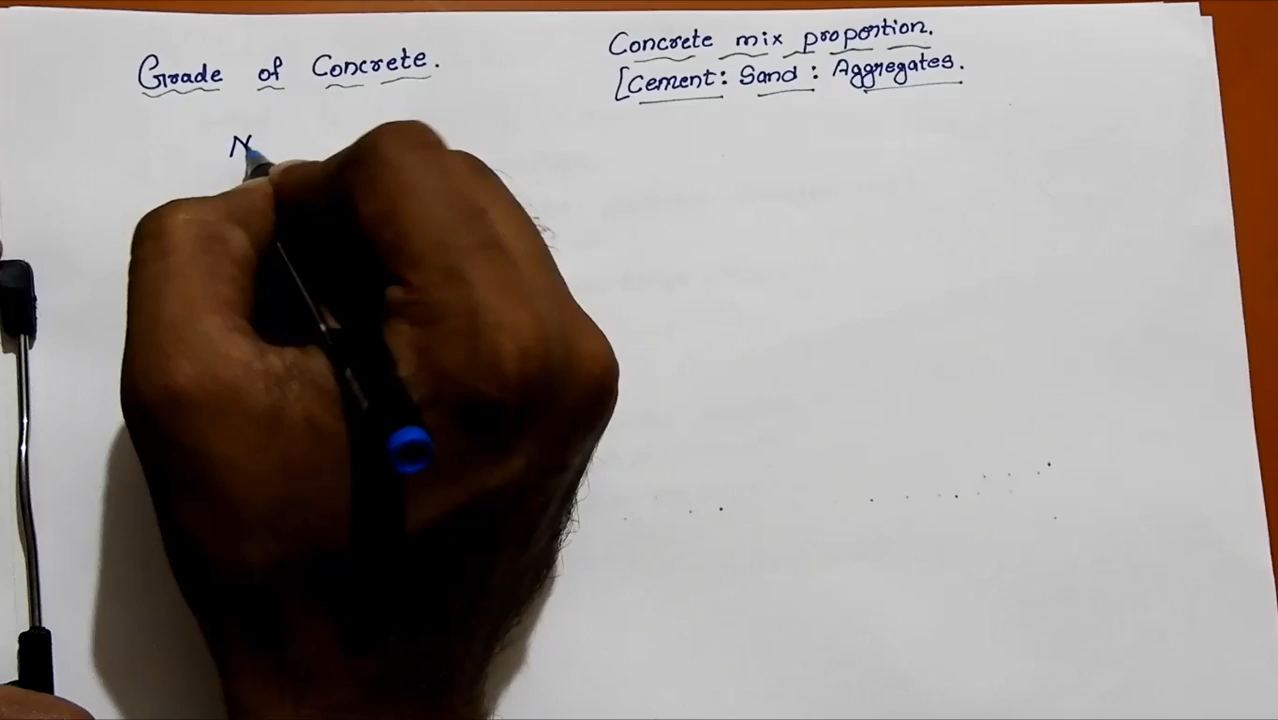 Grade of Concrete.
Concrete mix proportion.
[Cement: Sand : Aggregates.